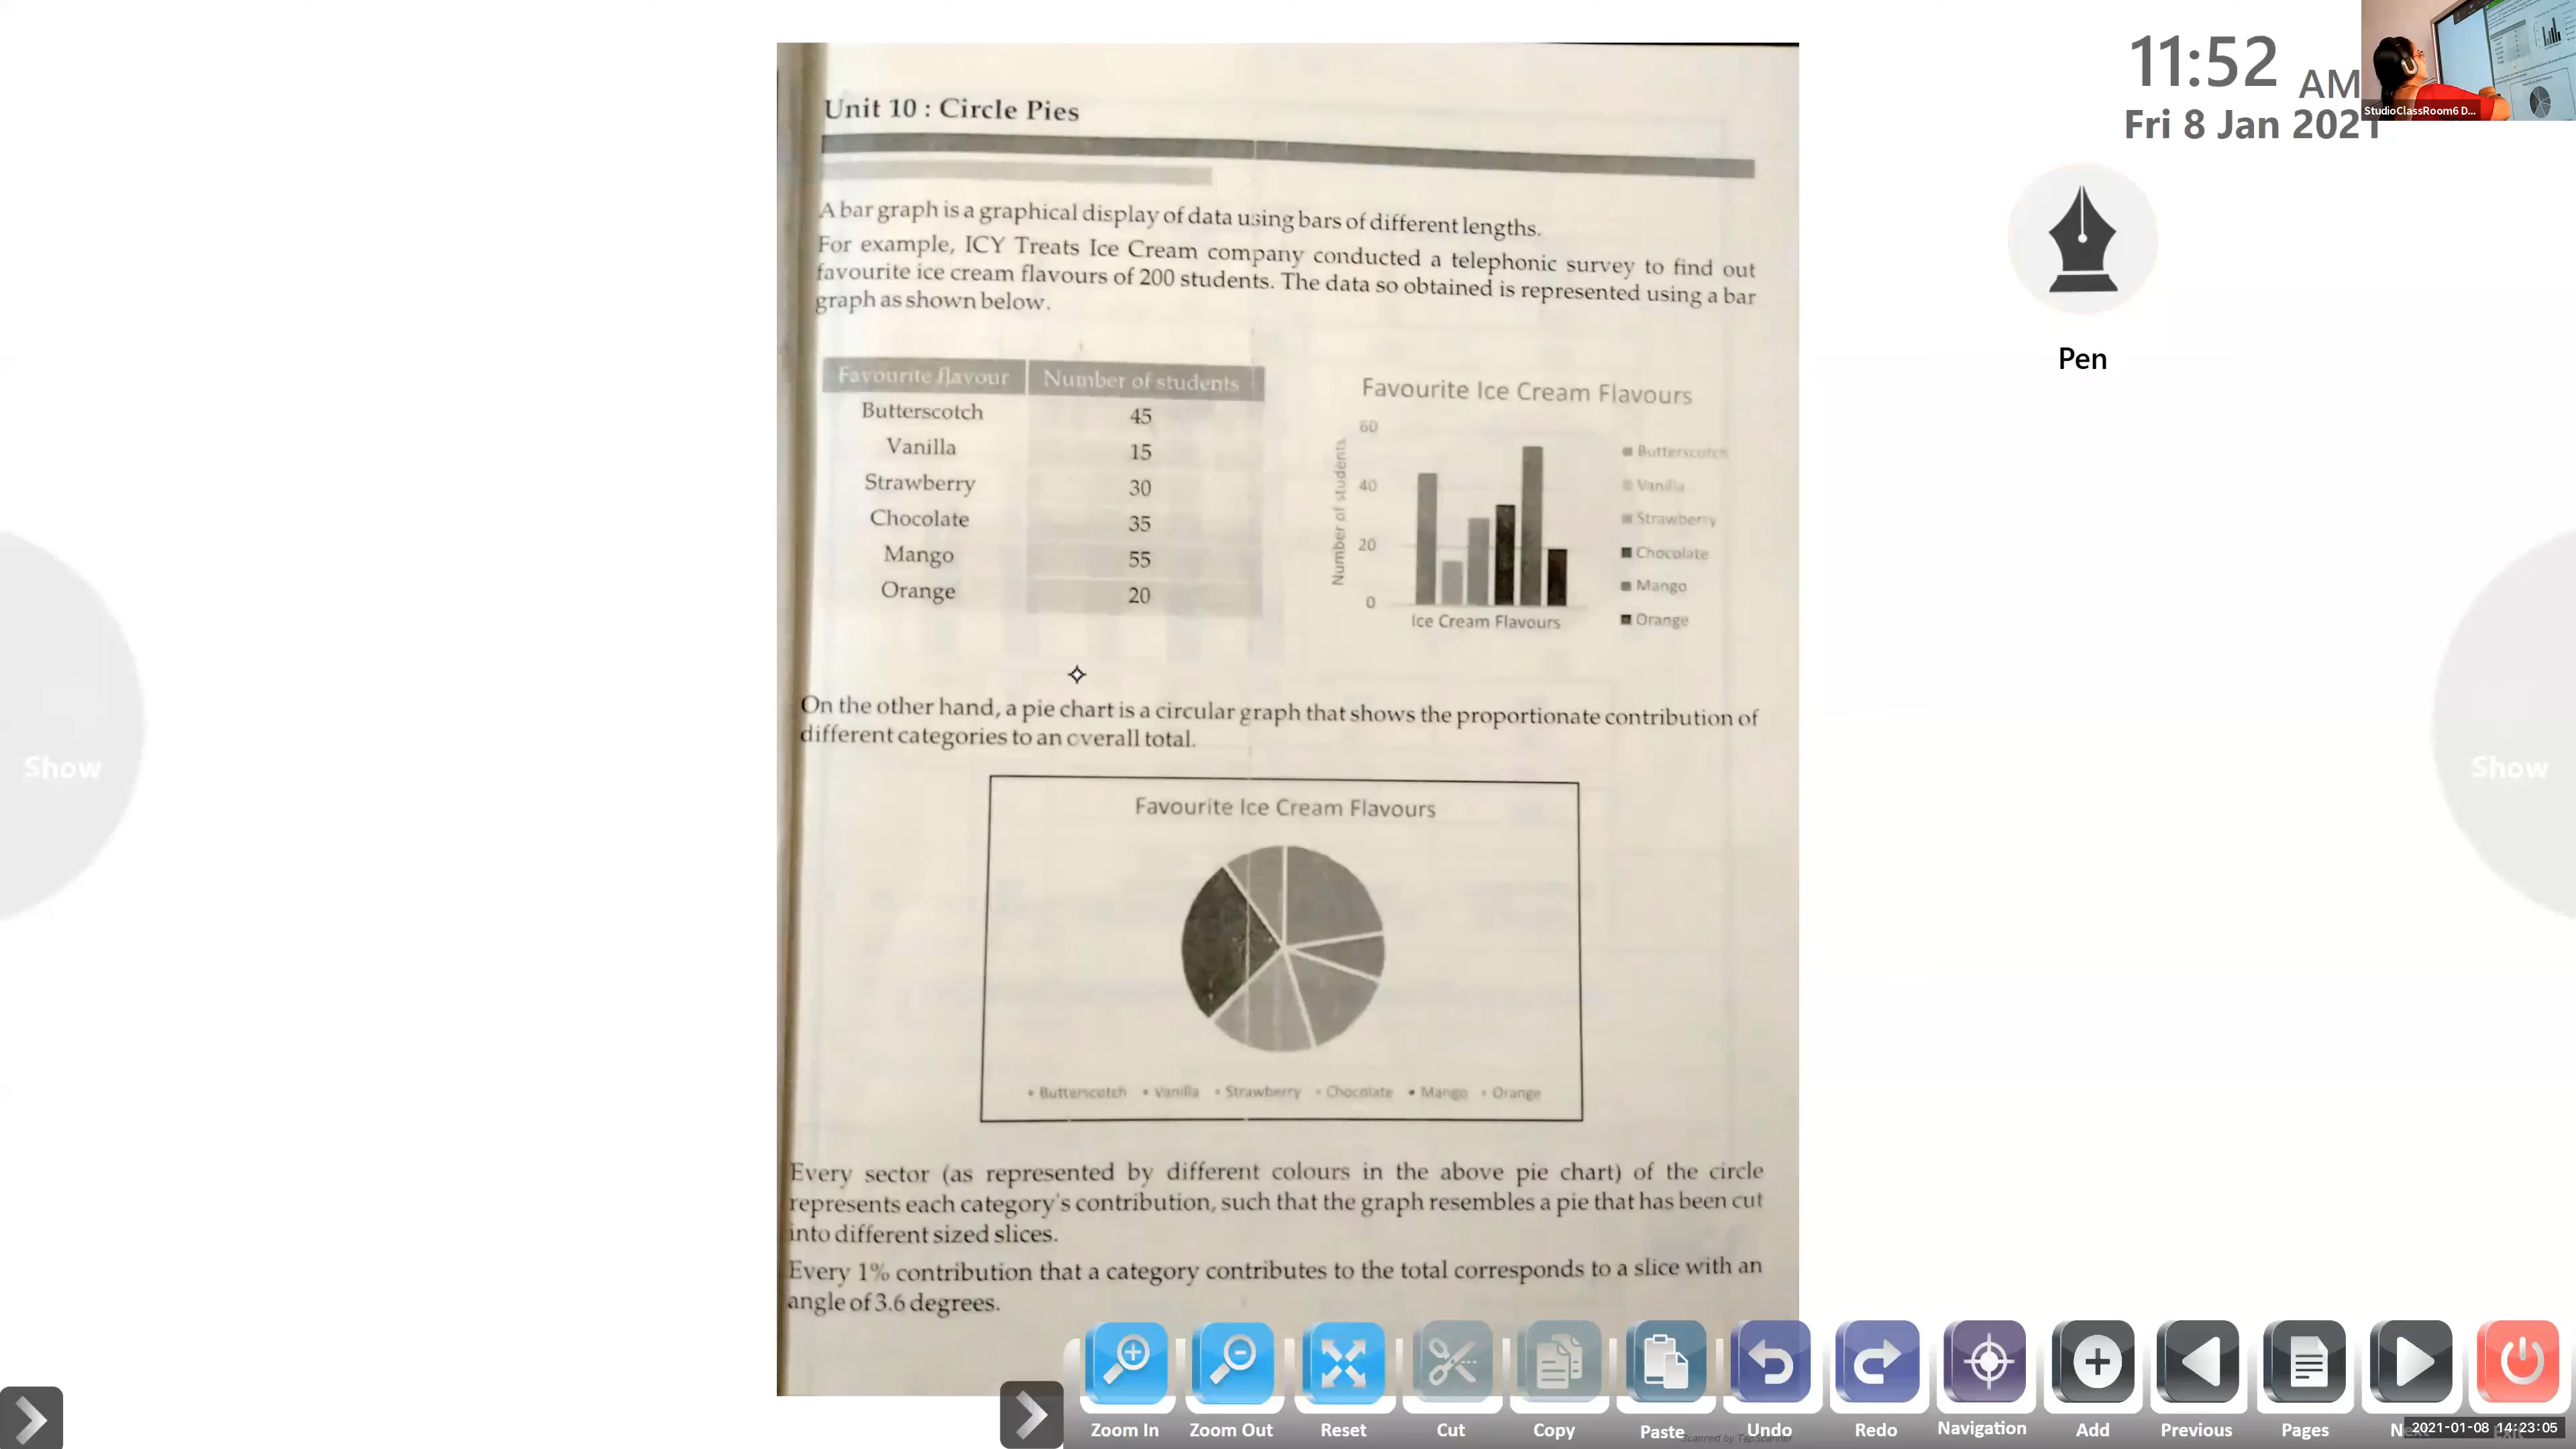 Unit 10 : Circle Pies
A bar graph is a graphical display of data using bars of different lengths.
For example, ICY Treats Ice Cream company conducted a telephonic survey to find out
favourite ice cream flavours of 200 students. The data so obtained is represented using a bar
graph as shown below.
Favourite flavour Number of students
Butterscotch 45
Vanilla 15
Strawberry 30
Chocolate 35
Mango 55
Orange 20
Favourite Ice Cream Flavours
Number of students
60
40
20
0
Ice Cream Flavours
Butterscotch
Vanilla
Strawberry
Chocolate
Mango
Orange
On the other hand, a pie chart is a circular graph that shows the proportionate contribution of
different categories to an overall total.
Favourite Ice Cream Flavours
Butterscotch Vanilla Strawberry Chocolate Mango Orange
Every sector (as represented by different colours in the above pie chart) of the circle
represents each category's contribution, such that the graph resembles a pie that has been cut
into different sized slices.
Every 1% contribution that a category contributes to the total corresponds to a slice with an
angle of 3.6 degrees.
11:52 AM
Fri 8 Jan 2021
StudioClassRoom6 D...
Pen
Show
Show
Zoom In Zoom Out Reset Cut Copy Paste Undo Redo Navigation Add Previous Pages
2021-01-08 14:23:05